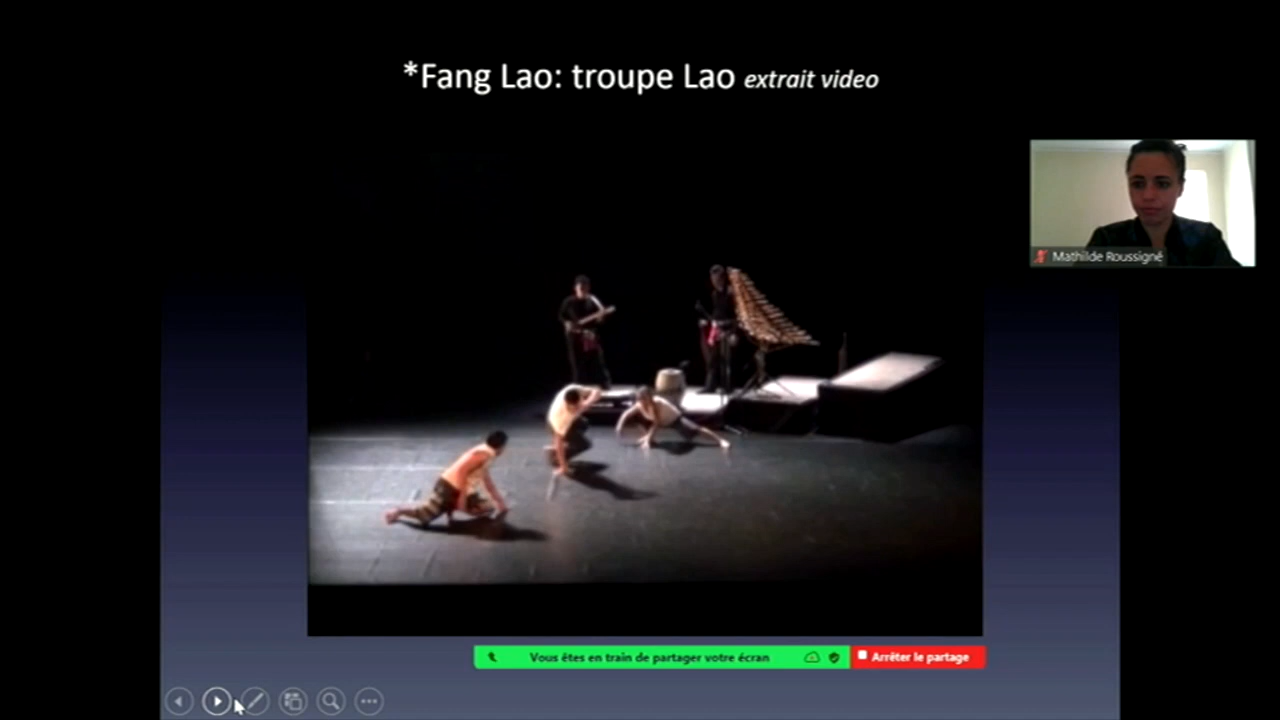 *Fang Lao: troupe Lao extrait video
Mathilde Roussigné
Vous êtes en train de partager votre écran
Arrêter le partage